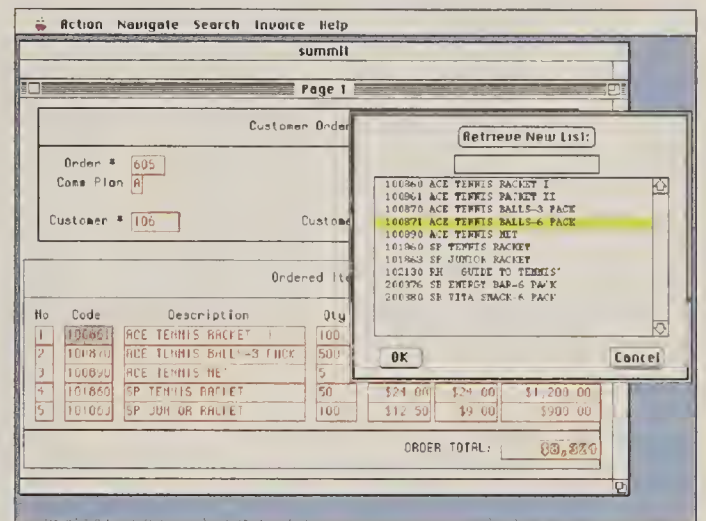 Action Navigate Search Invoice Help
summit
Page 1
Customer Order
Order # 605
Comm Plan A
Customer # 106 Custome
Retrieve New List:
100860 ACE TENNIS RACKET I
100861 ACE TENNIS RACKET II
100870 ACE TENNIS BALLS-3 PACK
100871 ACE TENNIS BALLS-6 PACK
100890 ACE TENNIS NET
101860 SP TENNIS RACKET
101863 SP JUNIOR RACKET
102130 RH GUIDE TO TENNIS"
200376 SB ENERGY BAR-6 PACK
200380 SB VITA SNACK-6 PACK
OK Cancel
Ordered Ite
No Code Description Qty
1 100861 ACE TENNIS RACKET 100
2 100870 ACE TENNIS BALLS-3 PACK 500
3 100890 ACE TENNIS NET 5
4 101860 SP TENNIS RACKET 50 $24 00 $24 00 $1,200 00
5 SP JUNIOR RACKET 100 $12 50 $9 00 $900 00
ORDER TOTAL: